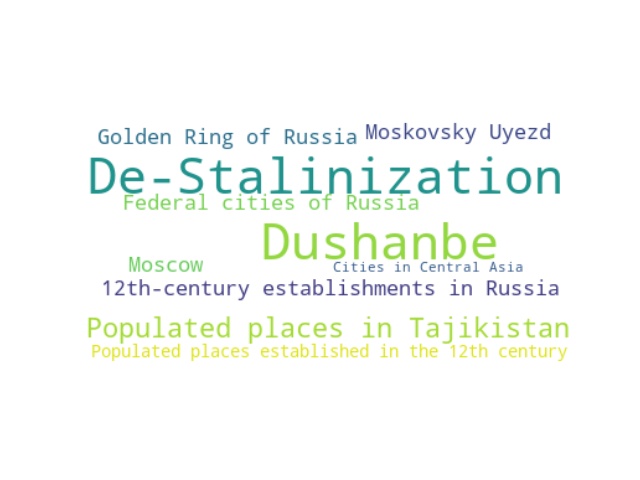 Golden Ring of Russia
Moskovsky Uyezd
De-Stalinization
Federal cities of Russia
Dushanbe
Moscow
Cities in Central Asia
12th-century establishments in Russia
Populated places in Tajikistan
Populated places established in the 12th century